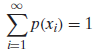 ∞
∑ p(xᵢ) = 1
i=1